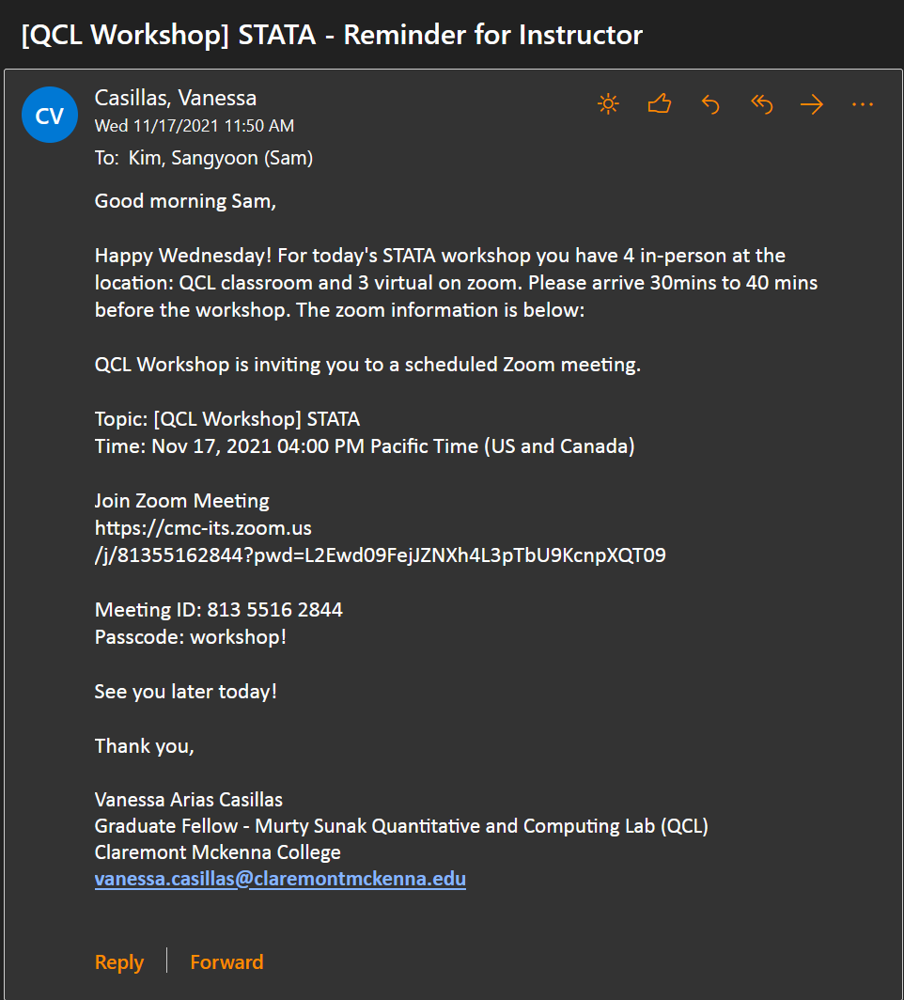 [QCL Workshop] STATA - Reminder for Instructor
CV
Casillas, Vanessa
Wed 11/17/2021 11:50 AM
To: Kim, Sangyoon (Sam)
Good morning Sam,
Happy Wednesday! For today's STATA workshop you have 4 in-person at the
location: QCL classroom and 3 virtual on zoom. Please arrive 30mins to 40 mins
before the workshop. The zoom information is below:
QCL Workshop is inviting you to a scheduled Zoom meeting.
Topic: [QCL Workshop] STATA
Time: Nov 17, 2021 04:00 PM Pacific Time (US and Canada)
Join Zoom Meeting
https://cmc-its.zoom.us
/j/81355162844?pwd=L2Ewd09FejJZNXh4L3pTbU9KcnpXQT09
Meeting ID: 813 5516 2844
Passcode: workshop!
See you later today!
Thank you,
Vanessa Arias Casillas
Graduate Fellow - Murty Sunak Quantitative and Computing Lab (QCL)
Claremont Mckenna College
vanessa.casillas@claremontmckenna.edu
Reply | Forward